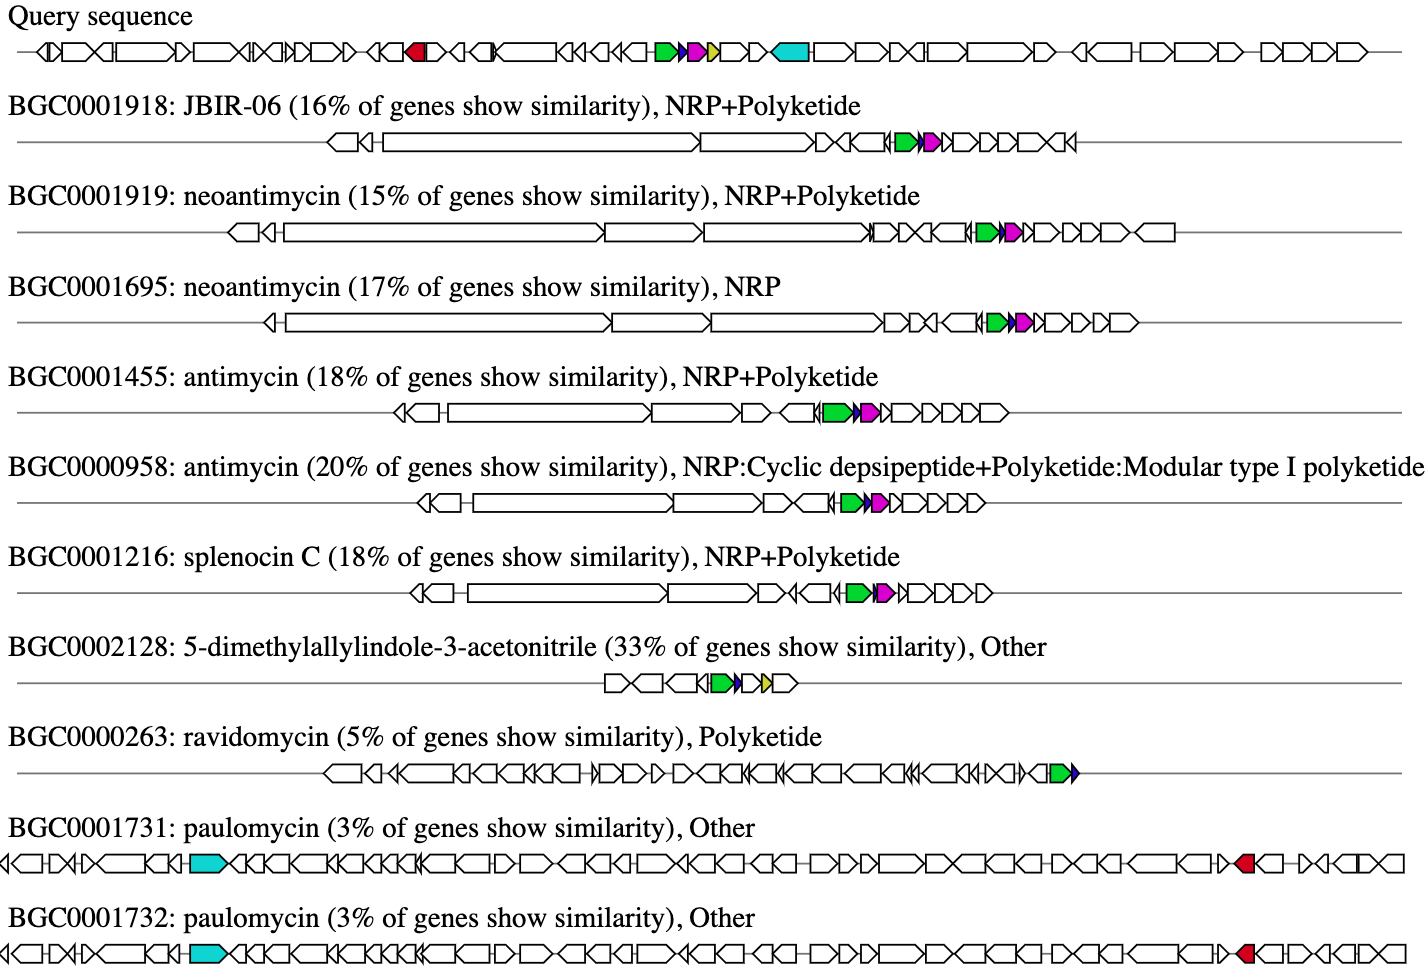 Query sequence
BGC0001918: JBIR-06 (16% of genes show similarity), NRP+Polyketide
BGC0001919: neoantimycin (15% of genes show similarity), NRP+Polyketide
BGC0001695: neoantimycin (17% of genes show similarity), NRP
BGC0001455: antimycin (18% of genes show similarity), NRP+Polyketide
BGC0000958: antimycin (20% of genes show similarity), NRP:Cyclic depsipeptide+Polyketide:Modular type I polyketide
BGC0001216: splenocin C (18% of genes show similarity), NRP+Polyketide
BGC0002128: 5-dimethylallylindole-3-acetonitrile (33% of genes show similarity), Other
BGC0000263: ravidomycin (5% of genes show similarity), Polyketide
BGC0001731: paulomycin (3% of genes show similarity), Other
BGC0001732: paulomycin (3% of genes show similarity), Other